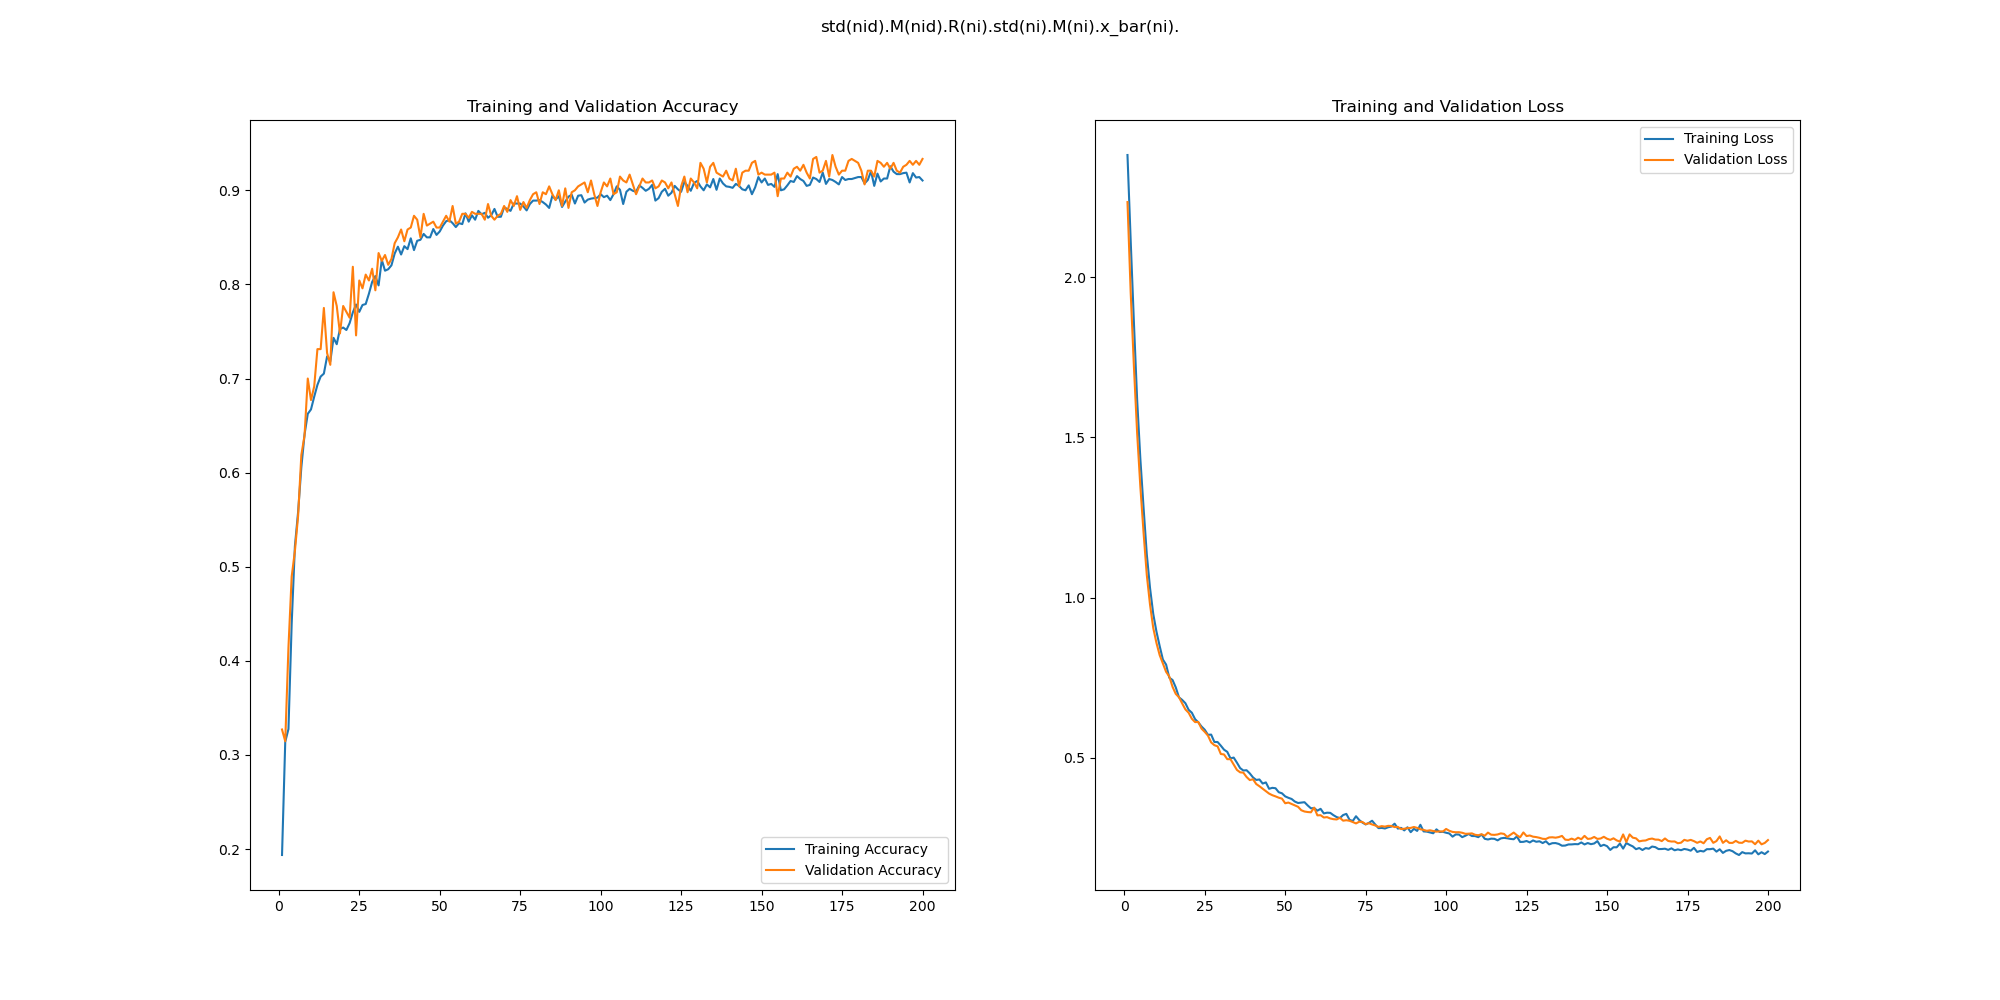 std(nid).M(nid).R(ni).std(ni).M(ni).x_bar(ni).
Training and Validation Accuracy
0.9
0.8
0.7
0.6
0.5
0.4
0.3
0.2
0 25 50 75 100 125 150 175 200
Training Accuracy
Validation Accuracy
Training and Validation Loss
2.0
1.5
1.0
0.5
0 25 50 75 100 125 150 175 200
Training Loss
Validation Loss